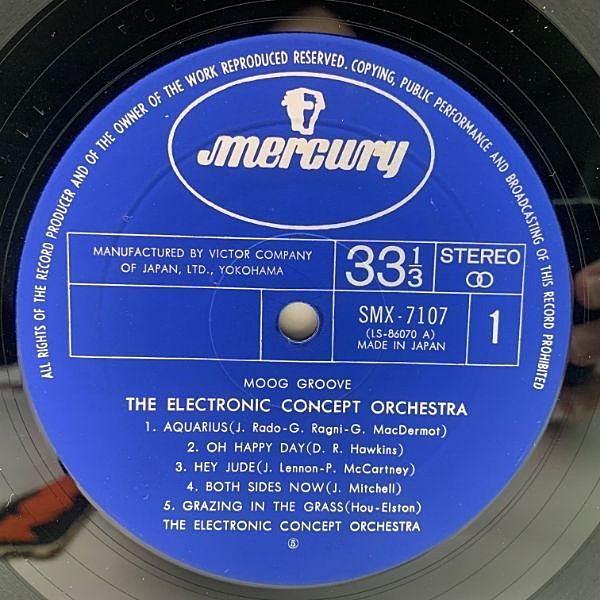 ALL RIGHTS OF THE RECORD PRODUCER AND OF THE OWNER OF THE WORK REPRODUCED RESERVED. COPYING, PUBLIC PERFORMANCE AND BROADCASTING OF THIS RECORD PROHIBITED
mercury
MANUFACTURED BY VICTOR COMPANY
OF JAPAN, LTD., YOKOHAMA
33 1/3
STEREO
SMX-7107
(LS-86070 A)
MADE IN JAPAN
1
MOOG GROOVE
THE ELECTRONIC CONCEPT ORCHESTRA
1. AQUARIUS(J. Rado-G. Ragni-G. MacDermot)
2. OH HAPPY DAY(D. R. Hawkins)
3. HEY JUDE(J. Lennon-P. McCartney)
4. BOTH SIDES NOW(J. Mitchell)
5. GRAZING IN THE GRASS(Hou-Elston)
THE ELECTRONIC CONCEPT ORCHESTRA